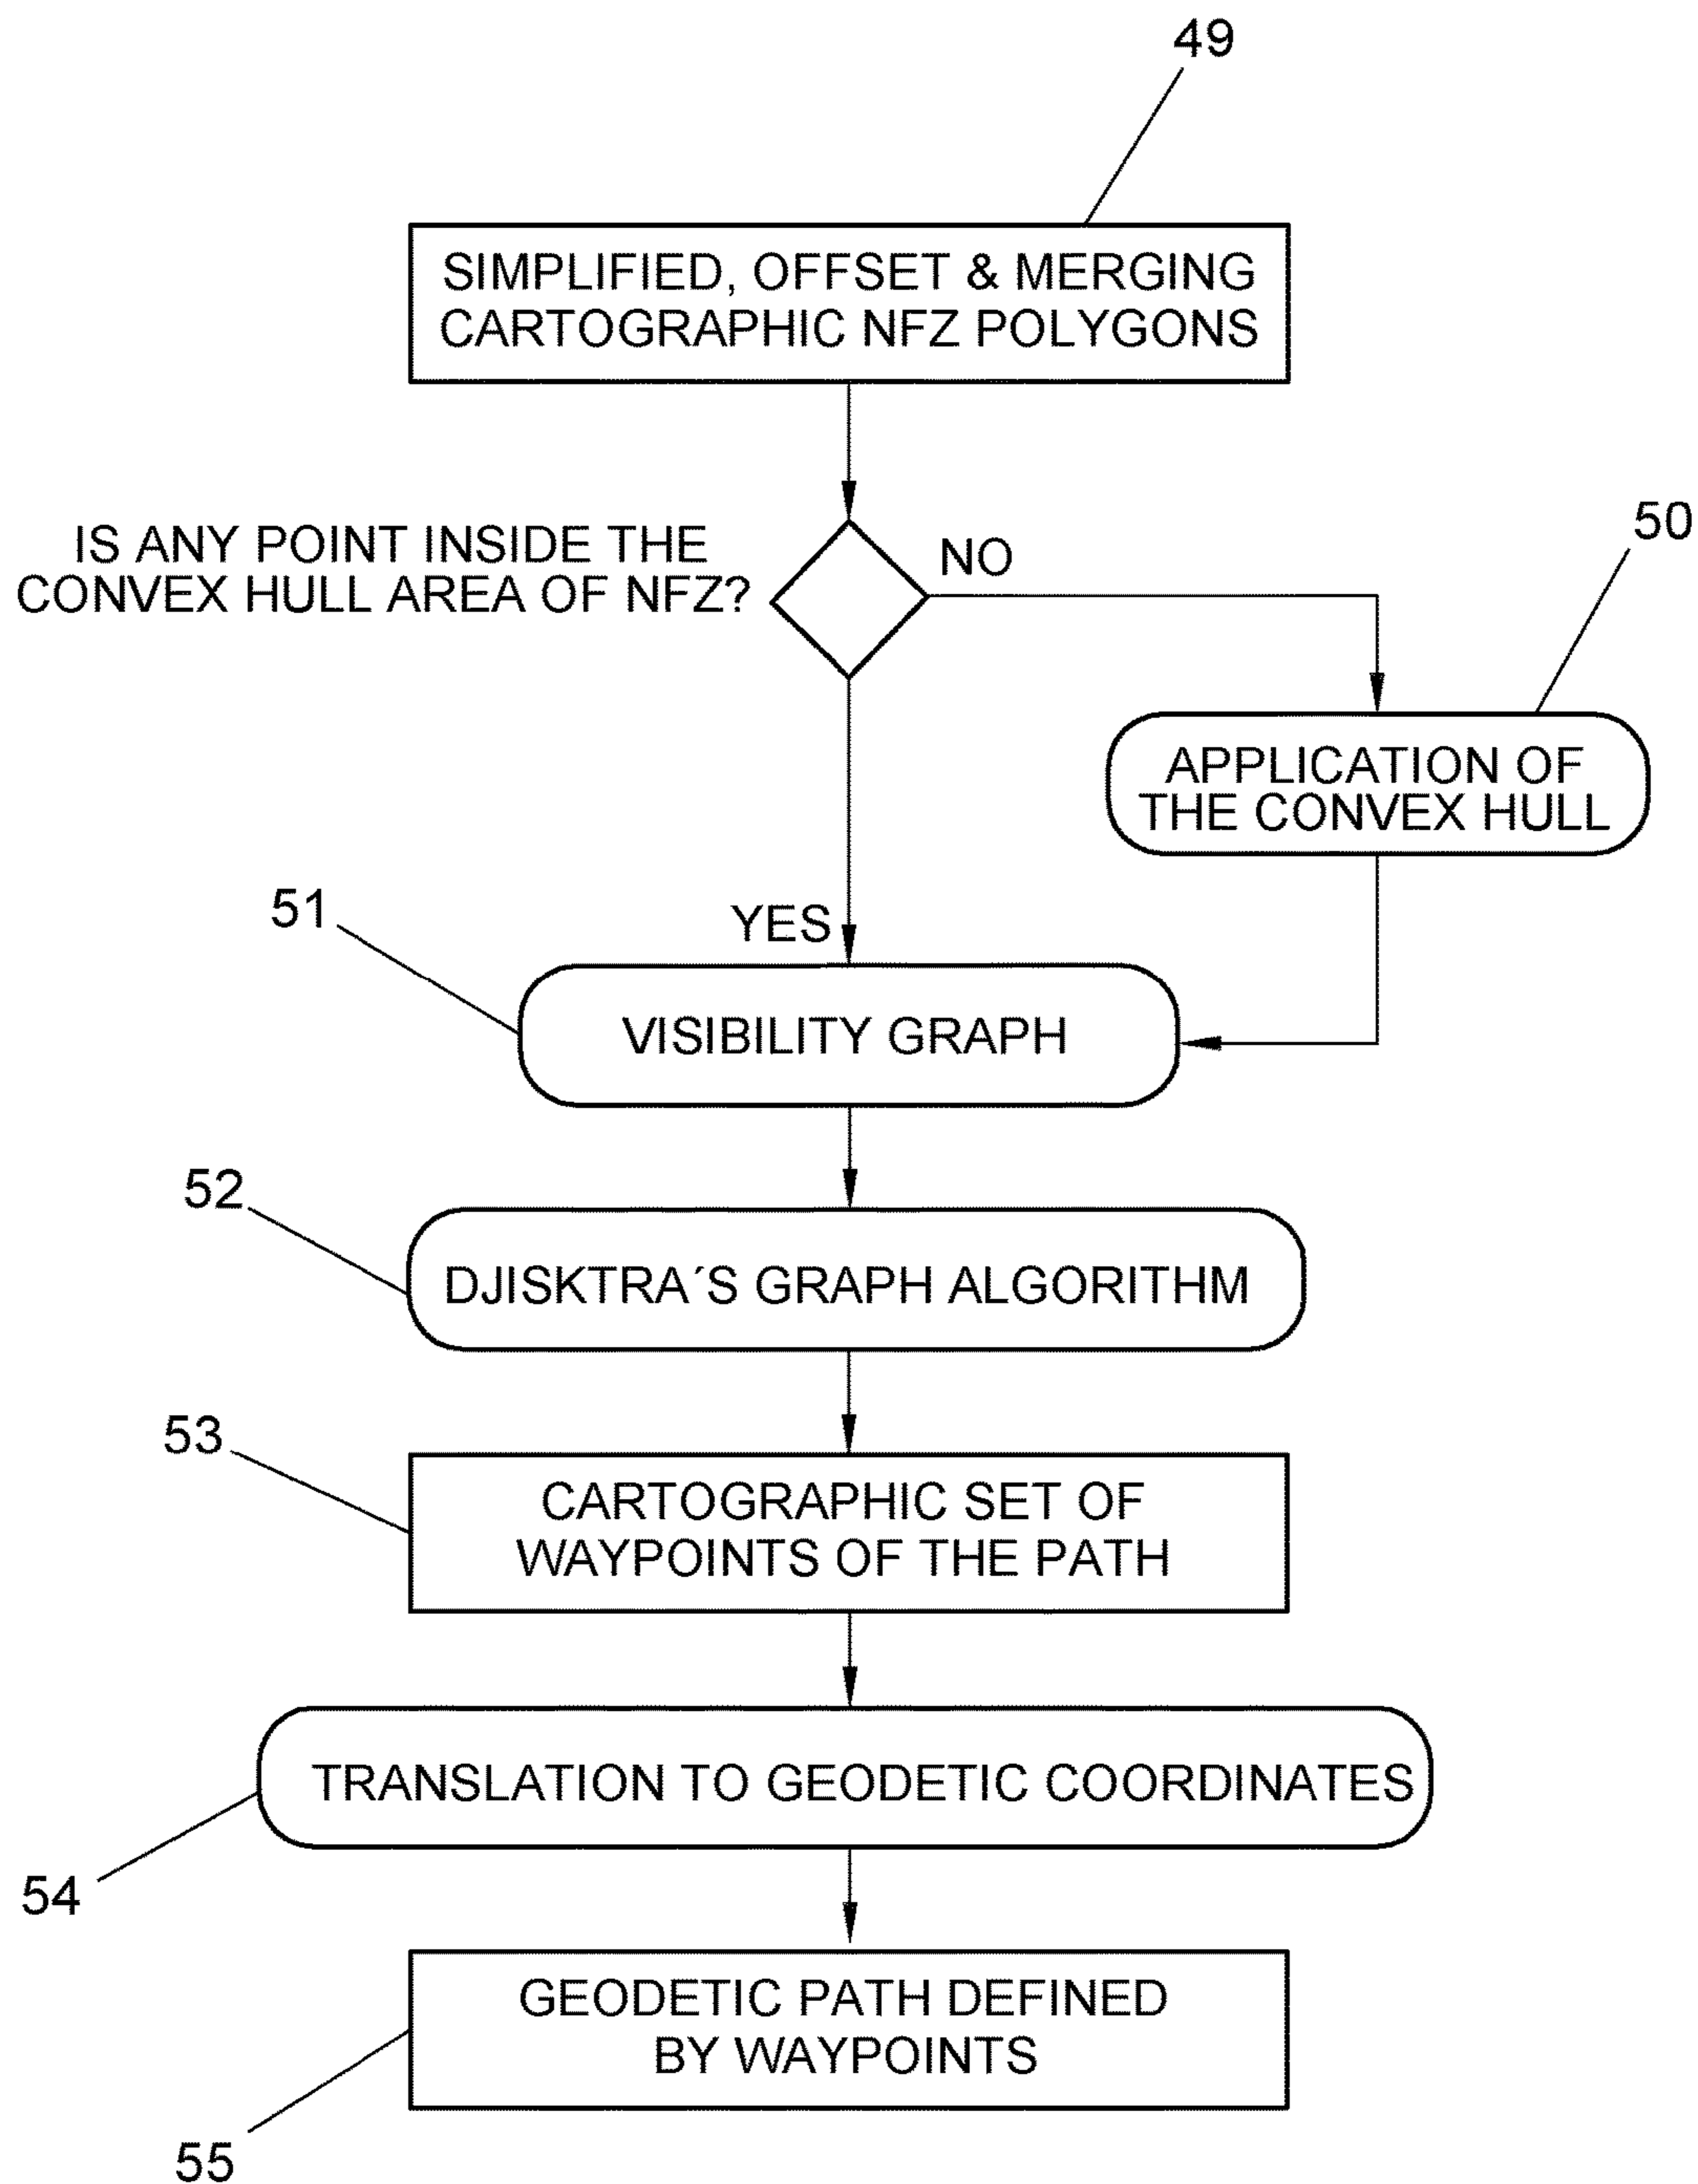 49
SIMPLIFIED, OFFSET & MERGING
CARTOGRAPHIC NFZ POLYGONS
IS ANY POINT INSIDE THE
CONVEX HULL AREA OF NFZ?
NO
50
APPLICATION OF
THE CONVEX HULL
YES
51
VISIBILITY GRAPH
52
DJISKTRA´S GRAPH ALGORITHM
53
CARTOGRAPHIC SET OF
WAYPOINTS OF THE PATH
TRANSLATION TO GEODETIC COORDINATES
54
GEODETIC PATH DEFINED
BY WAYPOINTS
55